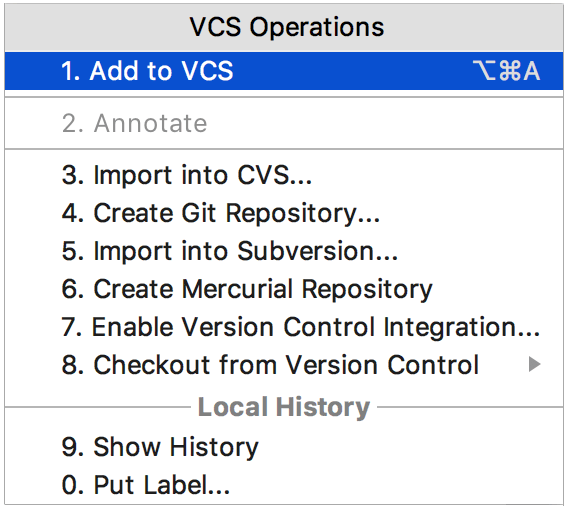 VCS Operations
1. Add to VCS ⌥⌘A
2. Annotate
3. Import into CVS...
4. Create Git Repository...
5. Import into Subversion...
6. Create Mercurial Repository
7. Enable Version Control Integration...
8. Checkout from Version Control
Local History
9. Show History
0. Put Label...